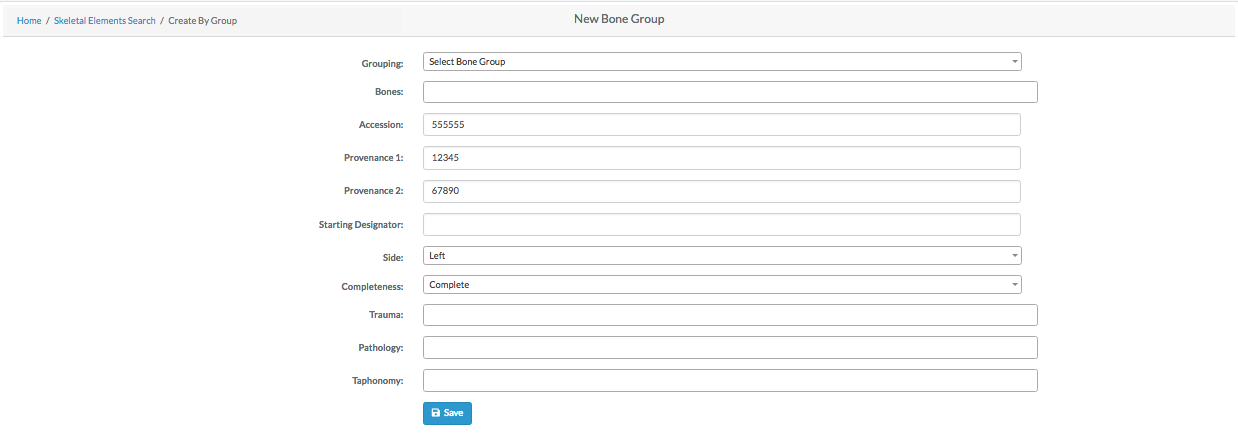 Home / Skeletal Elements Search / Create By Group
New Bone Group
Grouping: Select Bone Group
Bones:
Accession: 555555
Provenance 1: 12345
Provenance 2: 67890
Starting Designator:
Side: Left
Completeness: Complete
Trauma:
Pathology:
Taphonomy:
Save